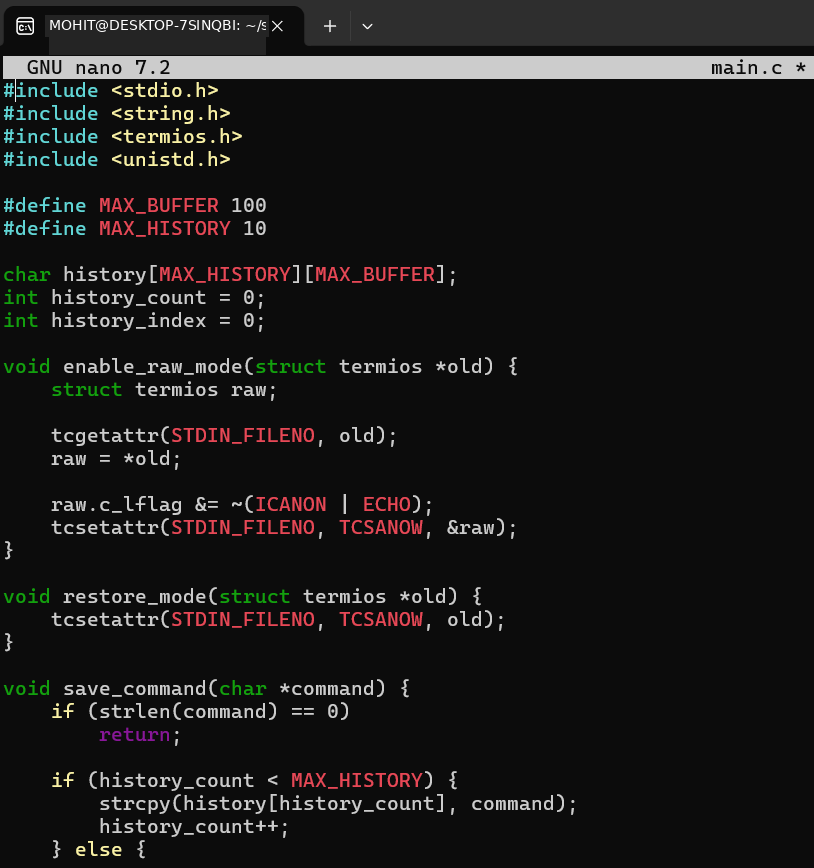 MOHIT@DESKTOP-7SINQBI: ~/s
GNU nano 7.2 main.c *
#include <stdio.h>
#include <string.h>
#include <termios.h>
#include <unistd.h>

#define MAX_BUFFER 100
#define MAX_HISTORY 10

char history[MAX_HISTORY][MAX_BUFFER];
int history_count = 0;
int history_index = 0;

void enable_raw_mode(struct termios *old) {
    struct termios raw;

    tcgetattr(STDIN_FILENO, old);
    raw = *old;

    raw.c_lflag &= ~(ICANON | ECHO);
    tcsetattr(STDIN_FILENO, TCSANOW, &raw);
}

void restore_mode(struct termios *old) {
    tcsetattr(STDIN_FILENO, TCSANOW, old);
}

void save_command(char *command) {
    if (strlen(command) == 0)
        return;

    if (history_count < MAX_HISTORY) {
        strcpy(history[history_count], command);
        history_count++;
    } else {